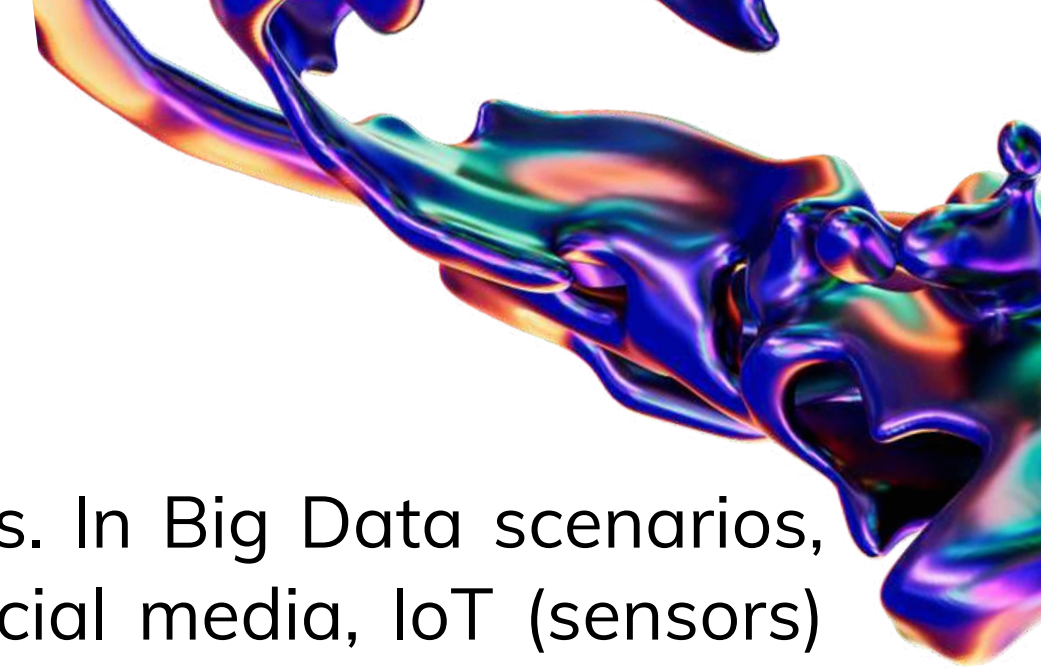 s. In Big Data scenarios,
cial media, IoT (sensors)